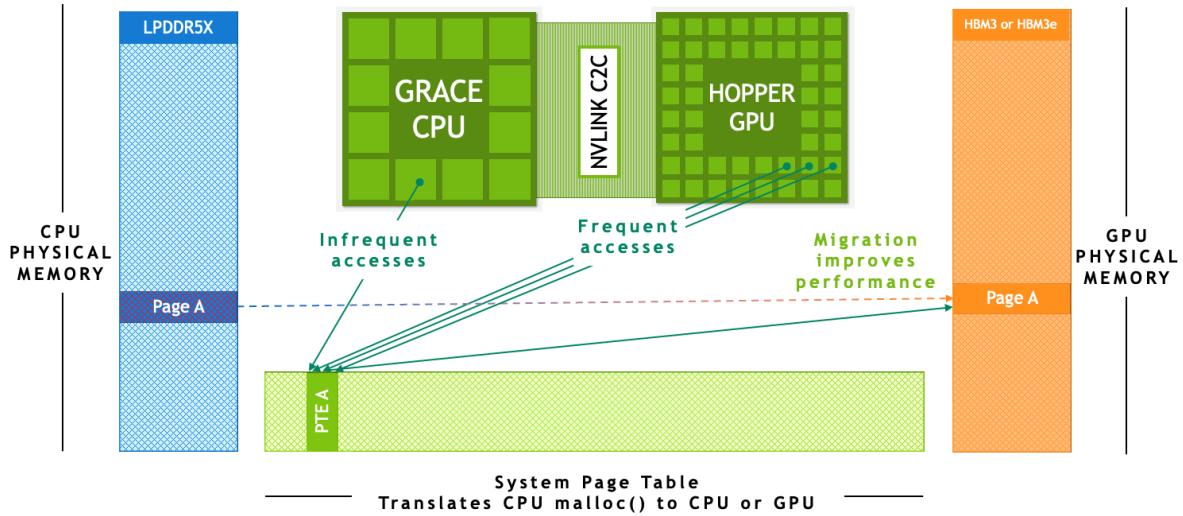 LPDDR5X
GRACE
CPU
NVLINK C2C
HOPPER
GPU
HBM3 or HBM3e
CPU
PHYSICAL
MEMORY
Infrequent
accesses
Frequent
accesses
Migration
improves
performance
GPU
PHYSICAL
MEMORY
Page A
Page A
PTE A
System Page Table
Translates CPU malloc() to CPU or GPU